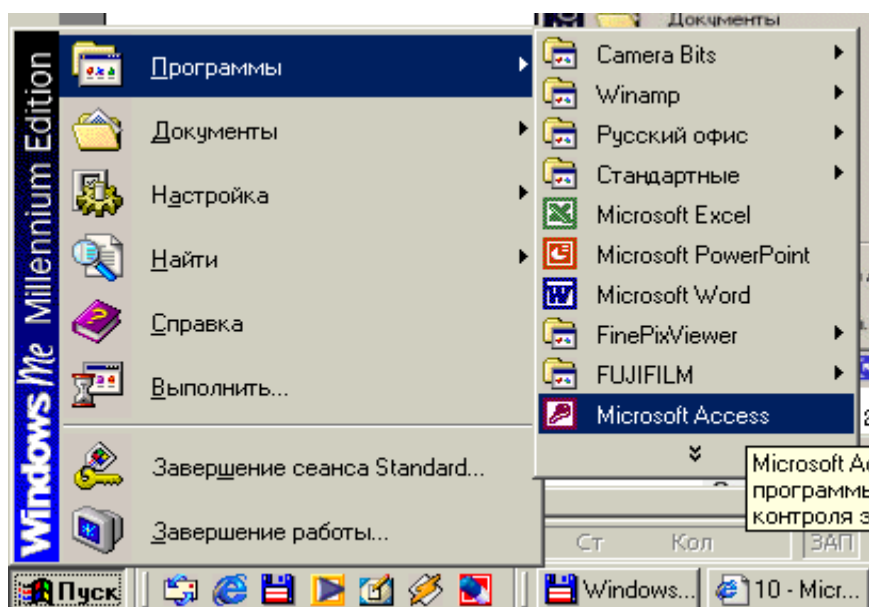 Документы
Windows Me Millennium Edition
Программы
Документы
Настройка
Найти
Справка
Выполнить...
Завершение сеанса Standard...
Завершение работы...
Camera Bits
Winamp
Русский офис
Стандартные
Microsoft Excel
Microsoft PowerPoint
Microsoft Word
FinePixViewer
FUJIFILM
Microsoft Access
Microsoft Ac
программы
контроля з
Ст Кол ЗАП
Пуск Windows... 10 - Micr...